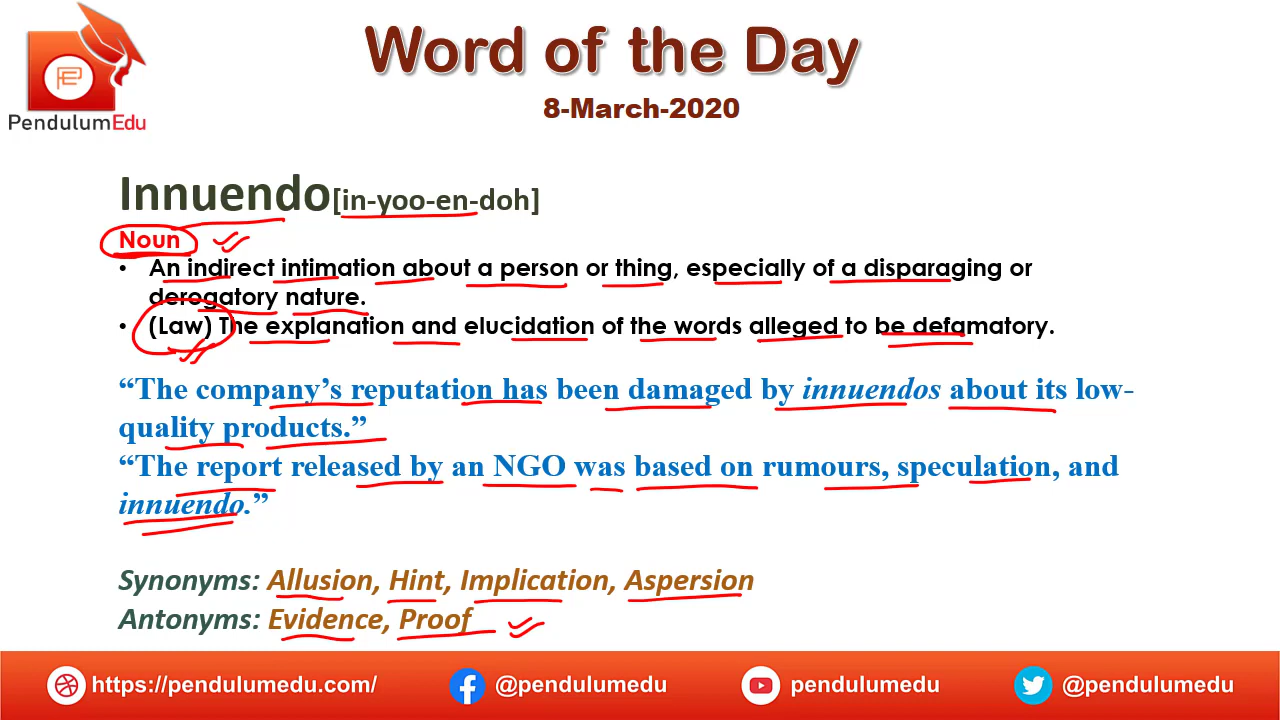 Word of the Day
8-March-2020
PendulumEdu
Innuendo[in-yoo-en-doh]
Noun
• An indirect intimation about a person or thing, especially of a disparaging or
derogatory nature.
• (Law) The explanation and elucidation of the words alleged to be defamatory.
“The company’s reputation has been damaged by innuendos about its low-
quality products.”
“The report released by an NGO was based on rumours, speculation, and
innuendo.”
Synonyms: Allusion, Hint, Implication, Aspersion
Antonyms: Evidence, Proof
https://pendulumedu.com/ @pendulumedu pendulumedu @pendulumedu